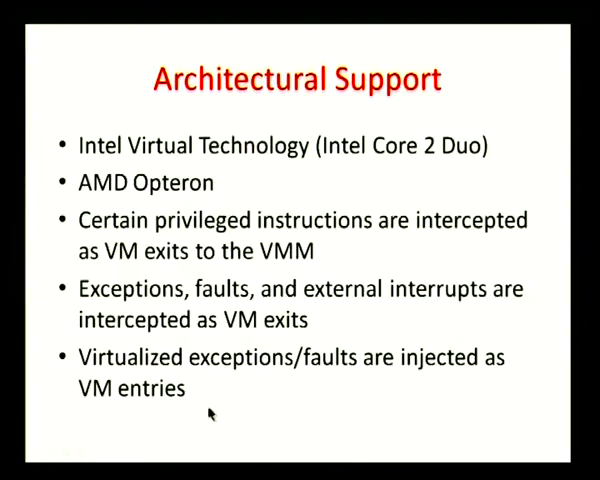 Architectural Support
• Intel Virtual Technology (Intel Core 2 Duo)
• AMD Opteron
• Certain privileged instructions are intercepted
as VM exits to the VMM
• Exceptions, faults, and external interrupts are
intercepted as VM exits
• Virtualized exceptions/faults are injected as
VM entries